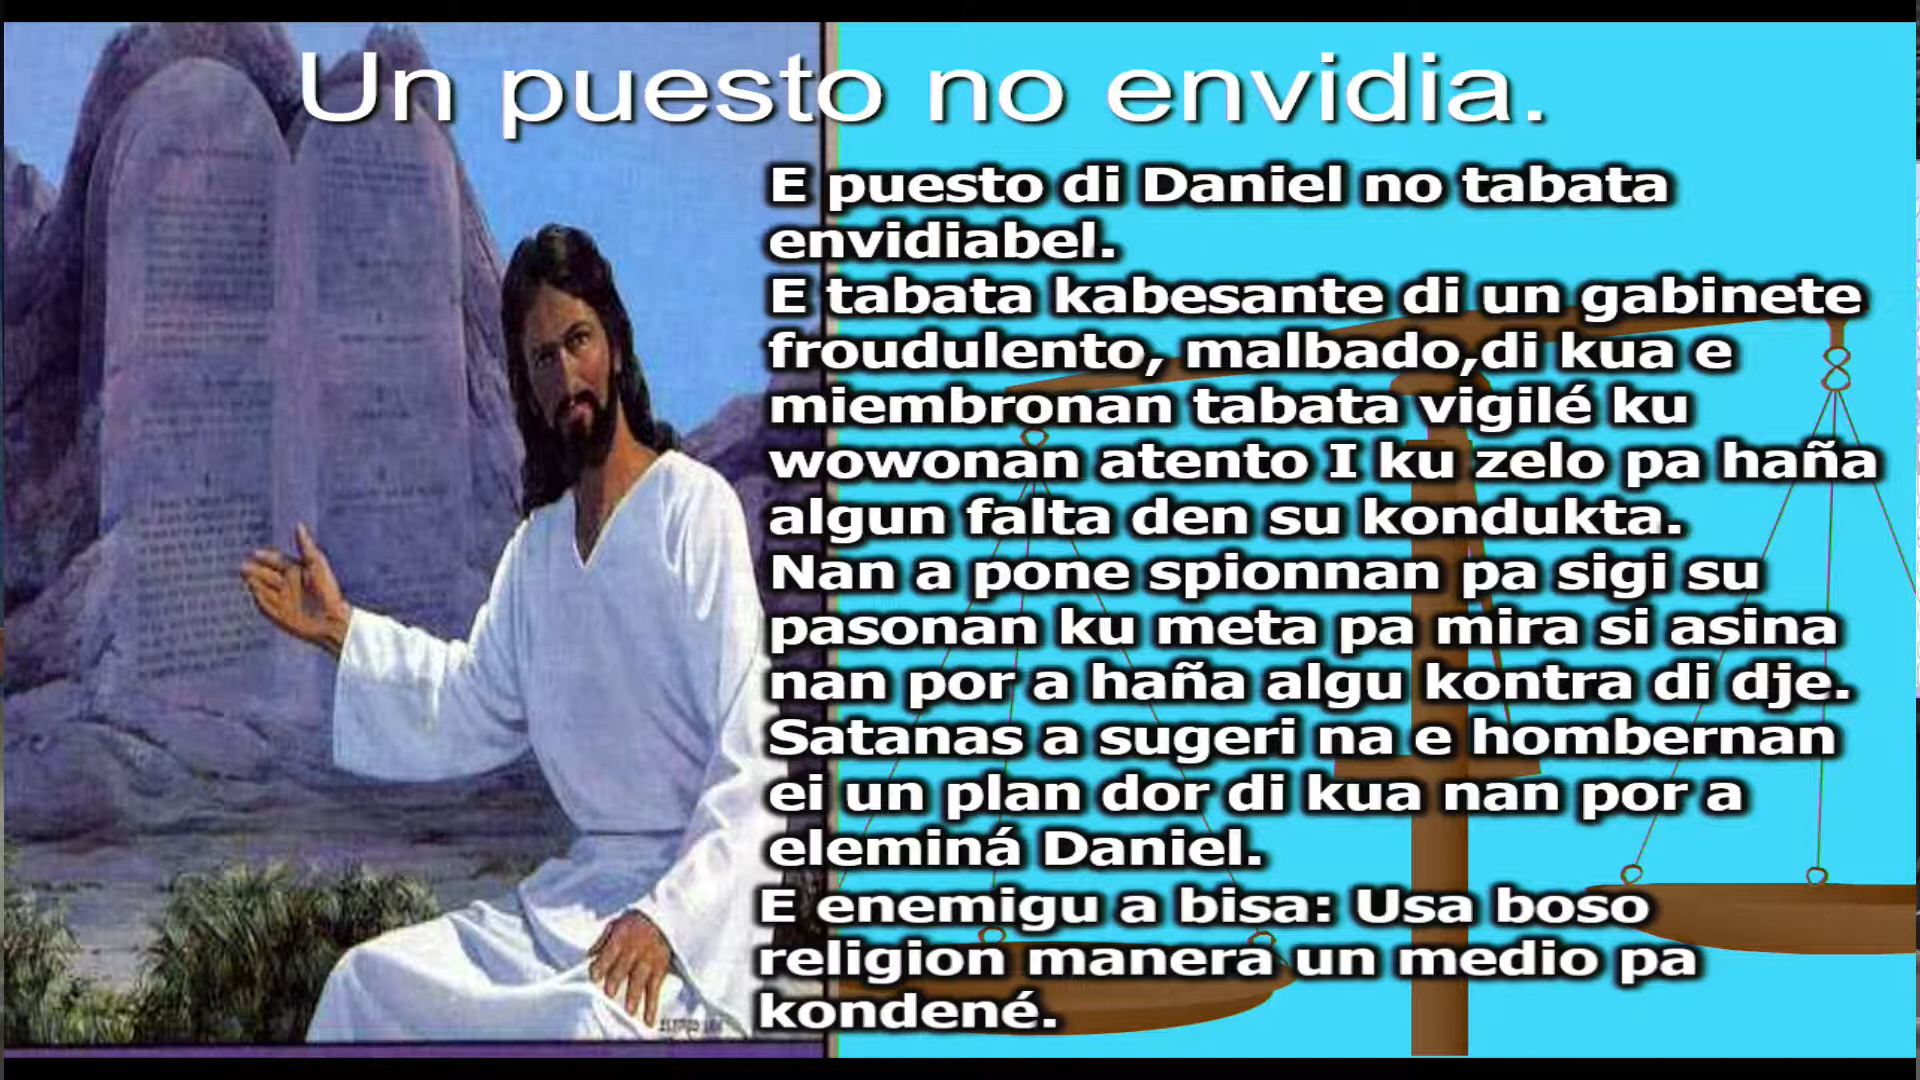 Un puesto no envidia.
E puesto di Daniel no tabata
envidiabel.
E tabata kabesante di un gabinete
froudulento, malbado,di kua e
miembronan tabata vigilé ku
wowonan atento I ku zelo pa haña
algun falta den su kondukta.
Nan a pone spionnan pa sigi su
pasonan ku meta pa mira si asina
nan por a haña algu kontra di dje.
Satanas a sugeri na e hombernan
ei un plan dor di kua nan por a
eleminá Daniel.
E enemigu a bisa: Usa boso
religion manera un medio pa
kondené.